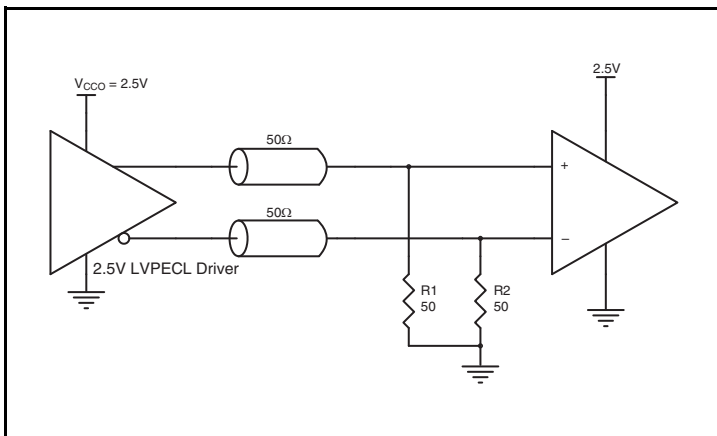 V_CCO = 2.5V
2.5V
50Ω
50Ω
+
−
2.5V LVPECL Driver
R1
50
R2
50